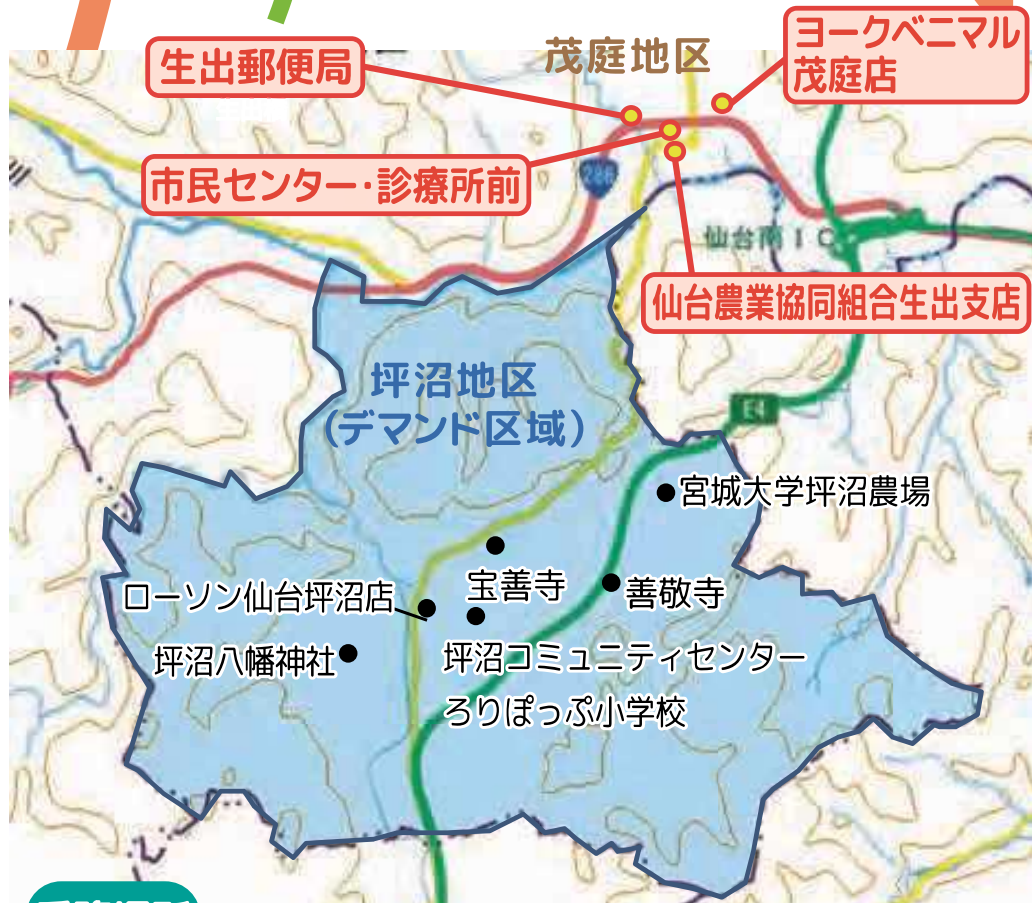 ヨークベニマル
茂庭店
茂庭地区
生出郵便局
市民センター・診療所前
286
仙台南IC
仙台農業協同組合生出支店
坪沼地区
(デマンド区域)
E4
宮城大学坪沼農場
宝善寺
善敬寺
ローソン仙台坪沼店
坪沼八幡神社
坪沼コミュニティセンター
ろりぽっぷ小学校